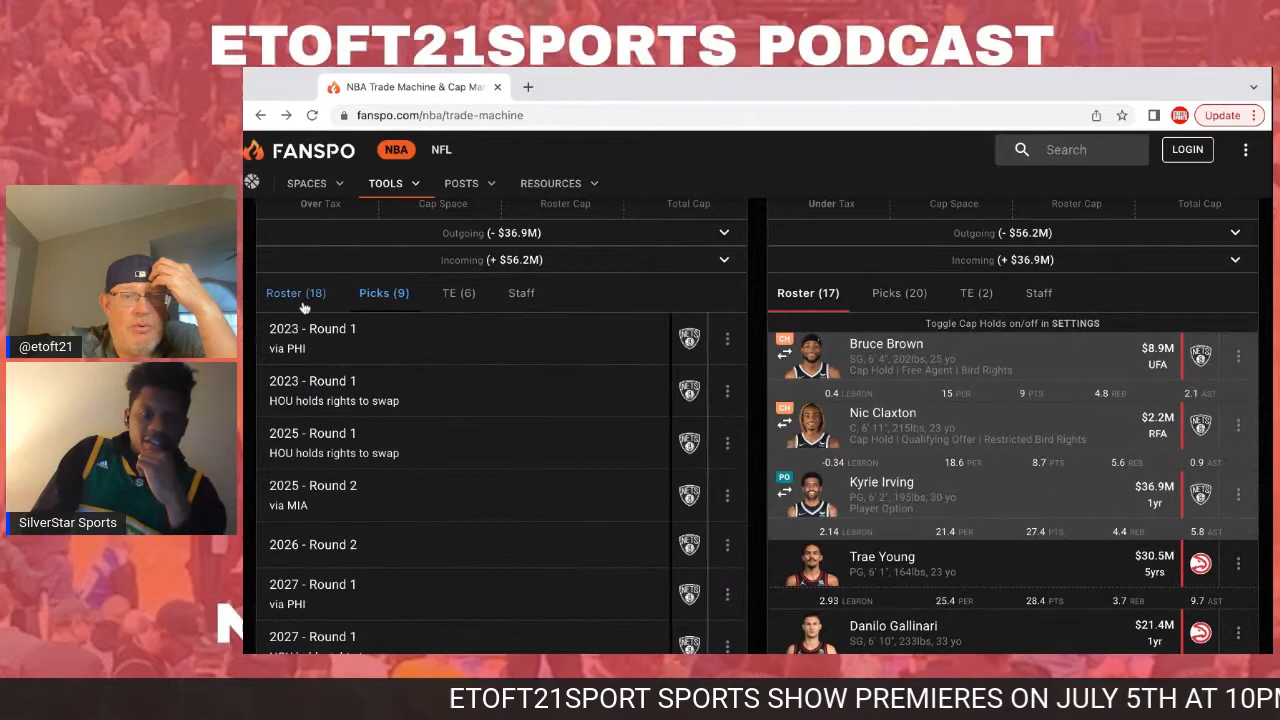 ETOFT21SPORTS PODCAST
NBA Trade Machine & Cap Ma
fanspo.com/nba/trade-machine
Update
FANSPO
NBA
NFL
Search
LOGIN
SPACES
TOOLS
POSTS
RESOURCES
Over Tax
Cap Space
Roster Cap
Total Cap
Outgoing (- $36.9M)
Incoming (+ $56.2M)
Roster (18)
Picks (9)
TE (6)
Staff
2023 - Round 1
via PHI
2023 - Round 1
HOU holds rights to swap
2025 - Round 1
HOU holds rights to swap
2025 - Round 2
via MIA
2026 - Round 2
2027 - Round 1
via PHI
2027 - Round 1
NETS
NETS
NETS
NETS
NETS
NETS
NETS
Under Tax
Cap Space
Roster Cap
Total Cap
Outgoing (- $56.2M)
Incoming (+ $36.9M)
Roster (17)
Picks (20)
TE (2)
Staff
Toggle Cap Holds on/off in SETTINGS
CH
Bruce Brown
SG, 6' 4", 202lbs, 25 yo
Cap Hold | Free Agent | Bird Rights
$8.9M
UFA
NETS
0.4 LEBRON 15 PER 9 PTS 4.8 REB 2.1 AST
CH
Nic Claxton
C, 6' 11", 215lbs, 23 yo
Cap Hold | Qualifying Offer | Restricted Bird Rights
$2.2M
RFA
NETS
-0.34 LEBRON 18.6 PER 8.7 PTS 5.6 REB 0.9 AST
PO
Kyrie Irving
PG, 6' 2", 195lbs, 30 yo
Player Option
$36.9M
1yr
NETS
2.14 LEBRON 21.4 PER 27.4 PTS 4.4 REB 5.8 AST
Trae Young
PG, 6' 1", 164lbs, 23 yo
$30.5M
5yrs
2.93 LEBRON 25.4 PER 28.4 PTS 3.7 REB 9.7 AST
Danilo Gallinari
SG, 6' 10", 233lbs, 33 yo
$21.4M
1yr
@etoft21
SilverStar Sports
N
ETOFT21SPORT SPORTS SHOW PREMIERES ON JULY 5TH AT 10P